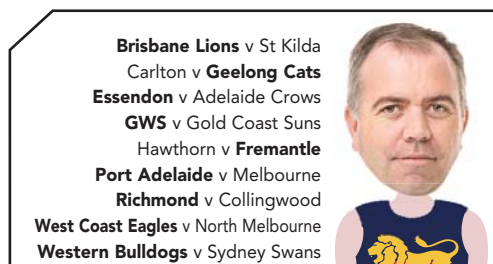 Brisbane Lions v St Kilda
Carlton v Geelong Cats
Essendon v Adelaide Crows
GWS v Gold Coast Suns
Hawthorn v Fremantle
Port Adelaide v Melbourne
Richmond v Collingwood
West Coast Eagles v North Melbourne
Western Bulldogs v Sydney Swans